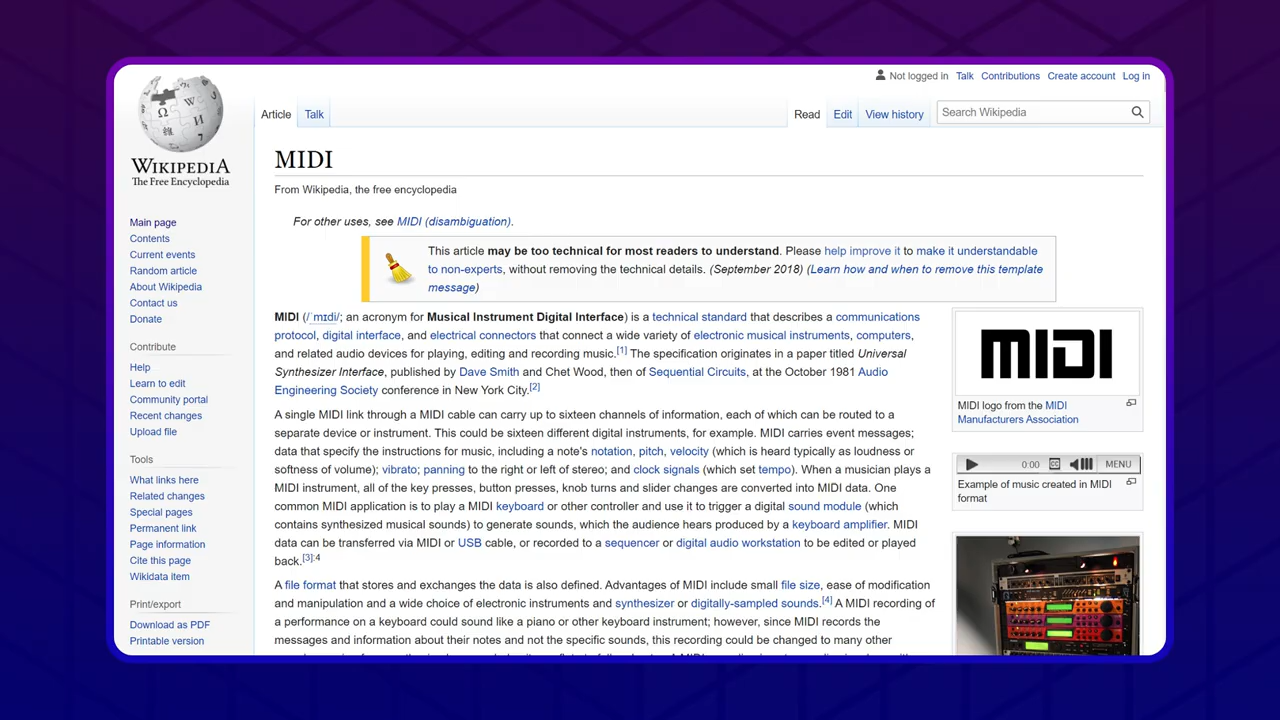 Not logged in Talk Contributions Create account Log in
Article Talk Read Edit View history Search Wikipedia
WIKIPEDIA
The Free Encyclopedia
Main page
Contents
Current events
Random article
About Wikipedia
Contact us
Donate
Contribute
Help
Learn to edit
Community portal
Recent changes
Upload file
Tools
What links here
Related changes
Special pages
Permanent link
Page information
Cite this page
Wikidata item
Print/export
Download as PDF
Printable version
MIDI
From Wikipedia, the free encyclopedia
For other uses, see MIDI (disambiguation).
This article may be too technical for most readers to understand. Please help improve it to make it understandable
to non-experts, without removing the technical details. (September 2018) (Learn how and when to remove this template
message)
MIDI (/ˈmɪdi/; an acronym for Musical Instrument Digital Interface) is a technical standard that describes a communications
protocol, digital interface, and electrical connectors that connect a wide variety of electronic musical instruments, computers,
and related audio devices for playing, editing and recording music.[1] The specification originates in a paper titled Universal
Synthesizer Interface, published by Dave Smith and Chet Wood, then of Sequential Circuits, at the October 1981 Audio
Engineering Society conference in New York City.[2]
A single MIDI link through a MIDI cable can carry up to sixteen channels of information, each of which can be routed to a
separate device or instrument. This could be sixteen different digital instruments, for example. MIDI carries event messages;
data that specify the instructions for music, including a note's notation, pitch, velocity (which is heard typically as loudness or
softness of volume); vibrato; panning to the right or left of stereo; and clock signals (which set tempo). When a musician plays a
MIDI instrument, all of the key presses, button presses, knob turns and slider changes are converted into MIDI data. One
common MIDI application is to play a MIDI keyboard or other controller and use it to trigger a digital sound module (which
contains synthesized musical sounds) to generate sounds, which the audience hears produced by a keyboard amplifier. MIDI
data can be transferred via MIDI or USB cable, or recorded to a sequencer or digital audio workstation to be edited or played
back.[3]:4
A file format that stores and exchanges the data is also defined. Advantages of MIDI include small file size, ease of modification
and manipulation and a wide choice of electronic instruments and synthesizer or digitally-sampled sounds.[4] A MIDI recording of
a performance on a keyboard could sound like a piano or other keyboard instrument; however, since MIDI records the
messages and information about their notes and not the specific sounds, this recording could be changed to many other
MIDI
MIDI logo from the MIDI
Manufacturers Association
0:00 CC MENU
Example of music created in MIDI
format